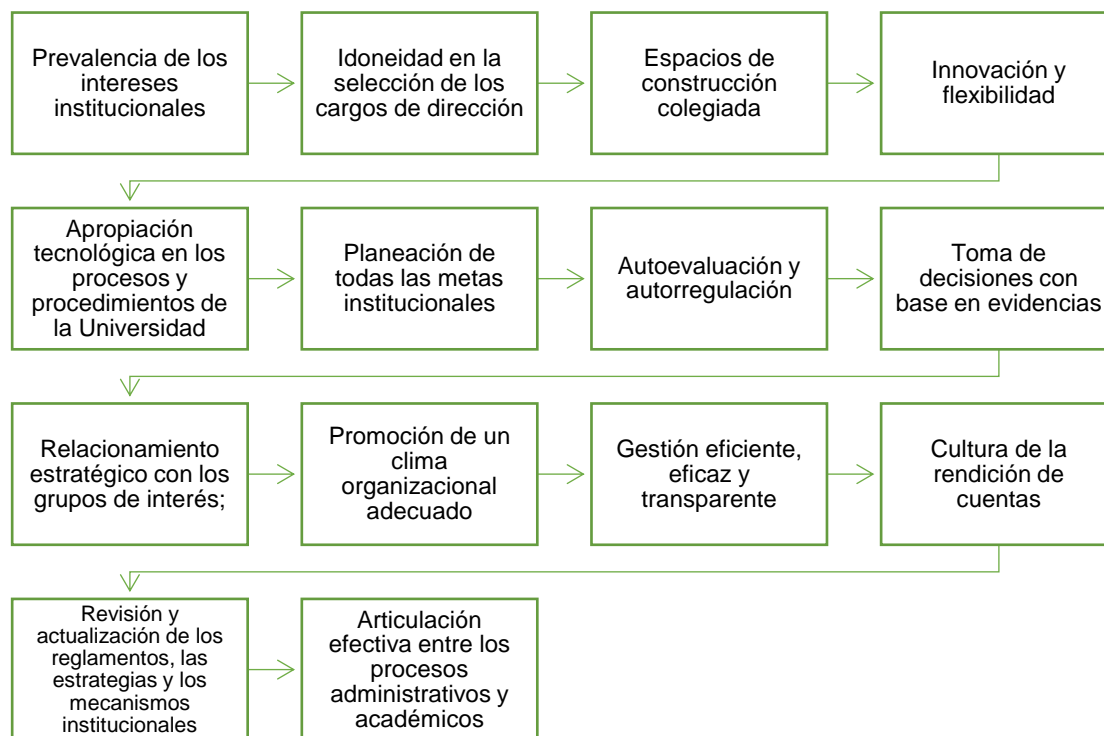 Prevalencia de los
intereses
institucionales
Idoneidad en la
selección de los
cargos de dirección
Espacios de
construcción
colegiada
Innovación y
flexibilidad
Apropiación
tecnológica en los
procesos y
procedimientos de
la Universidad
Planeación de
todas las metas
institucionales
Autoevaluación y
autorregulación
Toma de
decisiones con
base en evidencias
Relacionamiento
estratégico con los
grupos de interés;
Promoción de un
clima
organizacional
adecuado
Gestión eficiente,
eficaz y
transparente
Cultura de la
rendición de
cuentas
Revisión y
actualización de los
reglamentos, las
estrategias y los
mecanismos
institucionales
Articulación
efectiva entre los
procesos
administrativos y
académicos